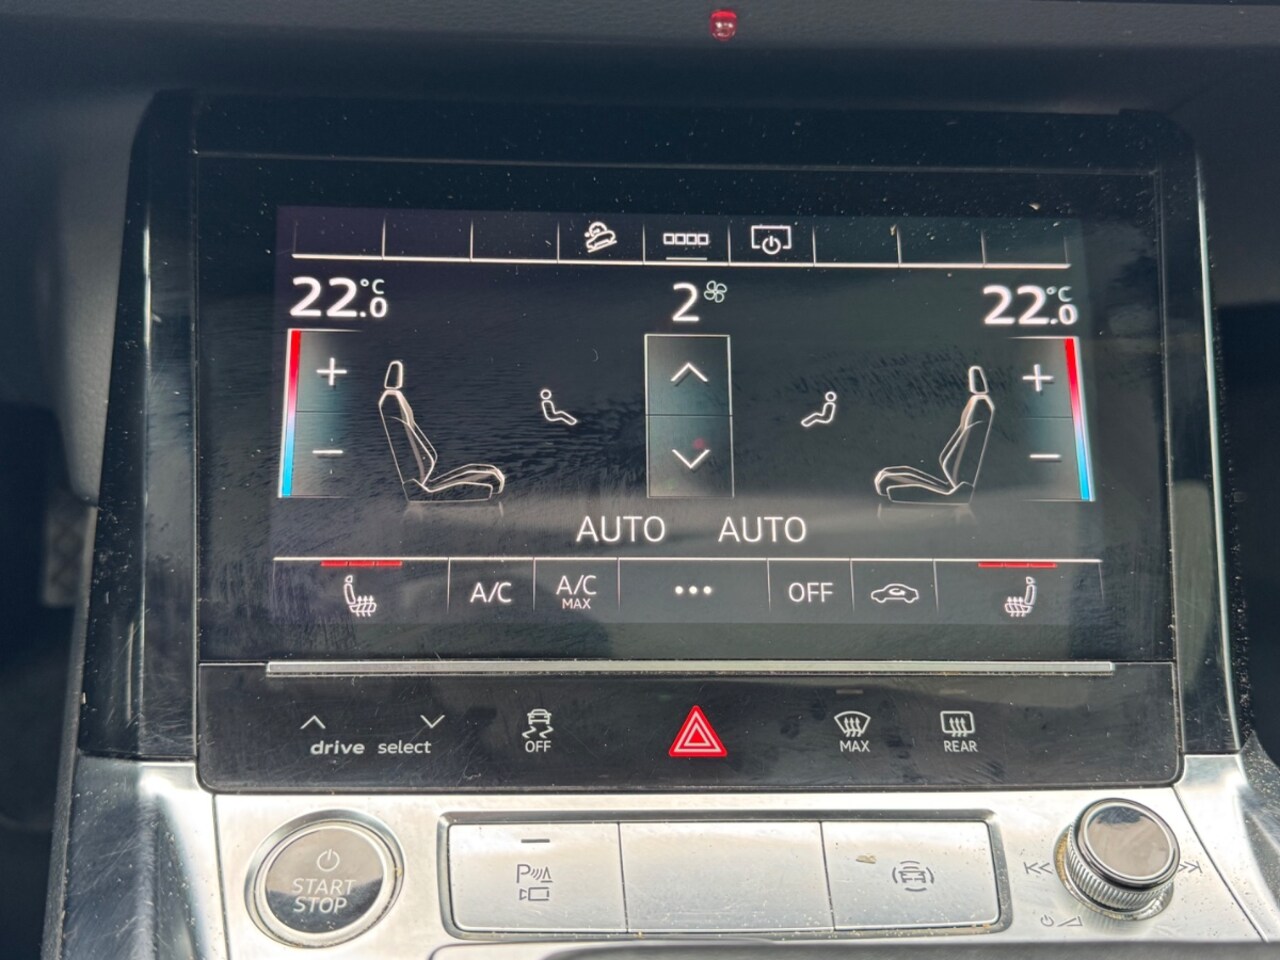 22.0 °C
2
22.0 °C
+
+
−
−
AUTO AUTO
A/C
A/C MAX
•••
OFF
drive select
OFF
MAX
REAR
START
STOP
P